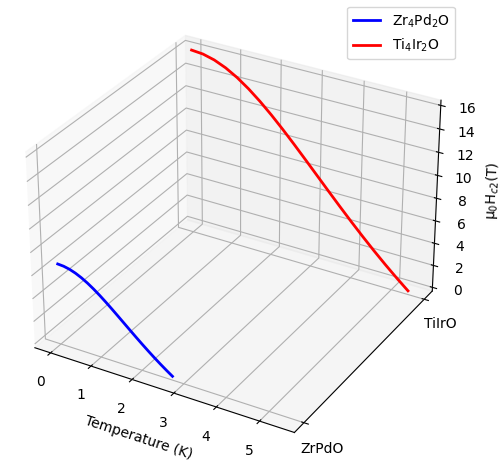 Zr₄Pd₂O
Ti₄Ir₂O
16
14
12
10
8
6
4
2
0
μ₀H_c2(T)
TiIrO
ZrPdO
0
1
2
3
4
5
Temperature (K)